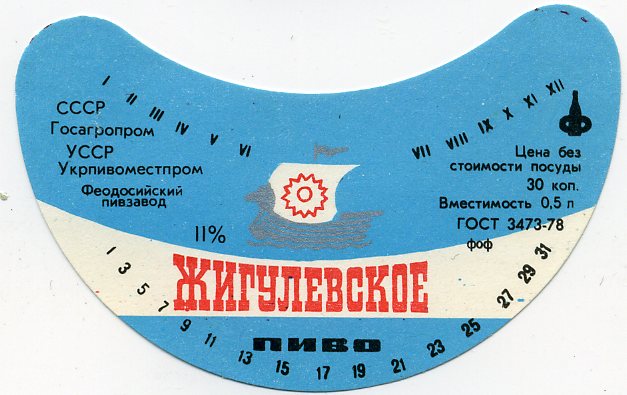 I II III IV V VI
VII VIII IX X XI XII
СССР
Госагропром
УССР
Укрпивоместпром
Феодосийский
пивзавод
11%
Цена без
стоимости посуды
30 коп.
Вместимость 0,5 л
ГОСТ 3473-78
фоф
ЖИГУЛЕВСКОЕ
ПИВО
1 3 5 7 9 11 13 15 17 19 21 23 25 27 29 31